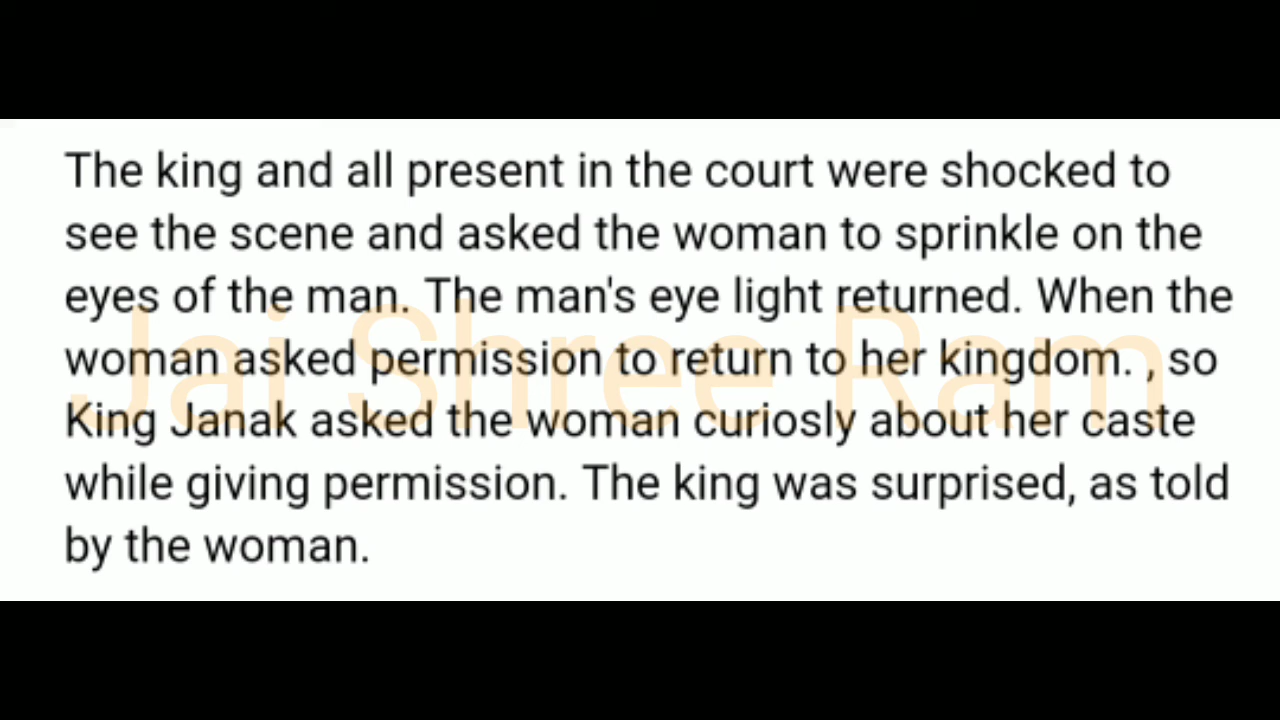 The king and all present in the court were shocked to
see the scene and asked the woman to sprinkle on the
eyes of the man. The man's eye light returned. When the
woman asked permission to return to her kingdom. , so
King Janak asked the woman curiosly about her caste
while giving permission. The king was surprised, as told
by the woman.
Jai Shree Ram